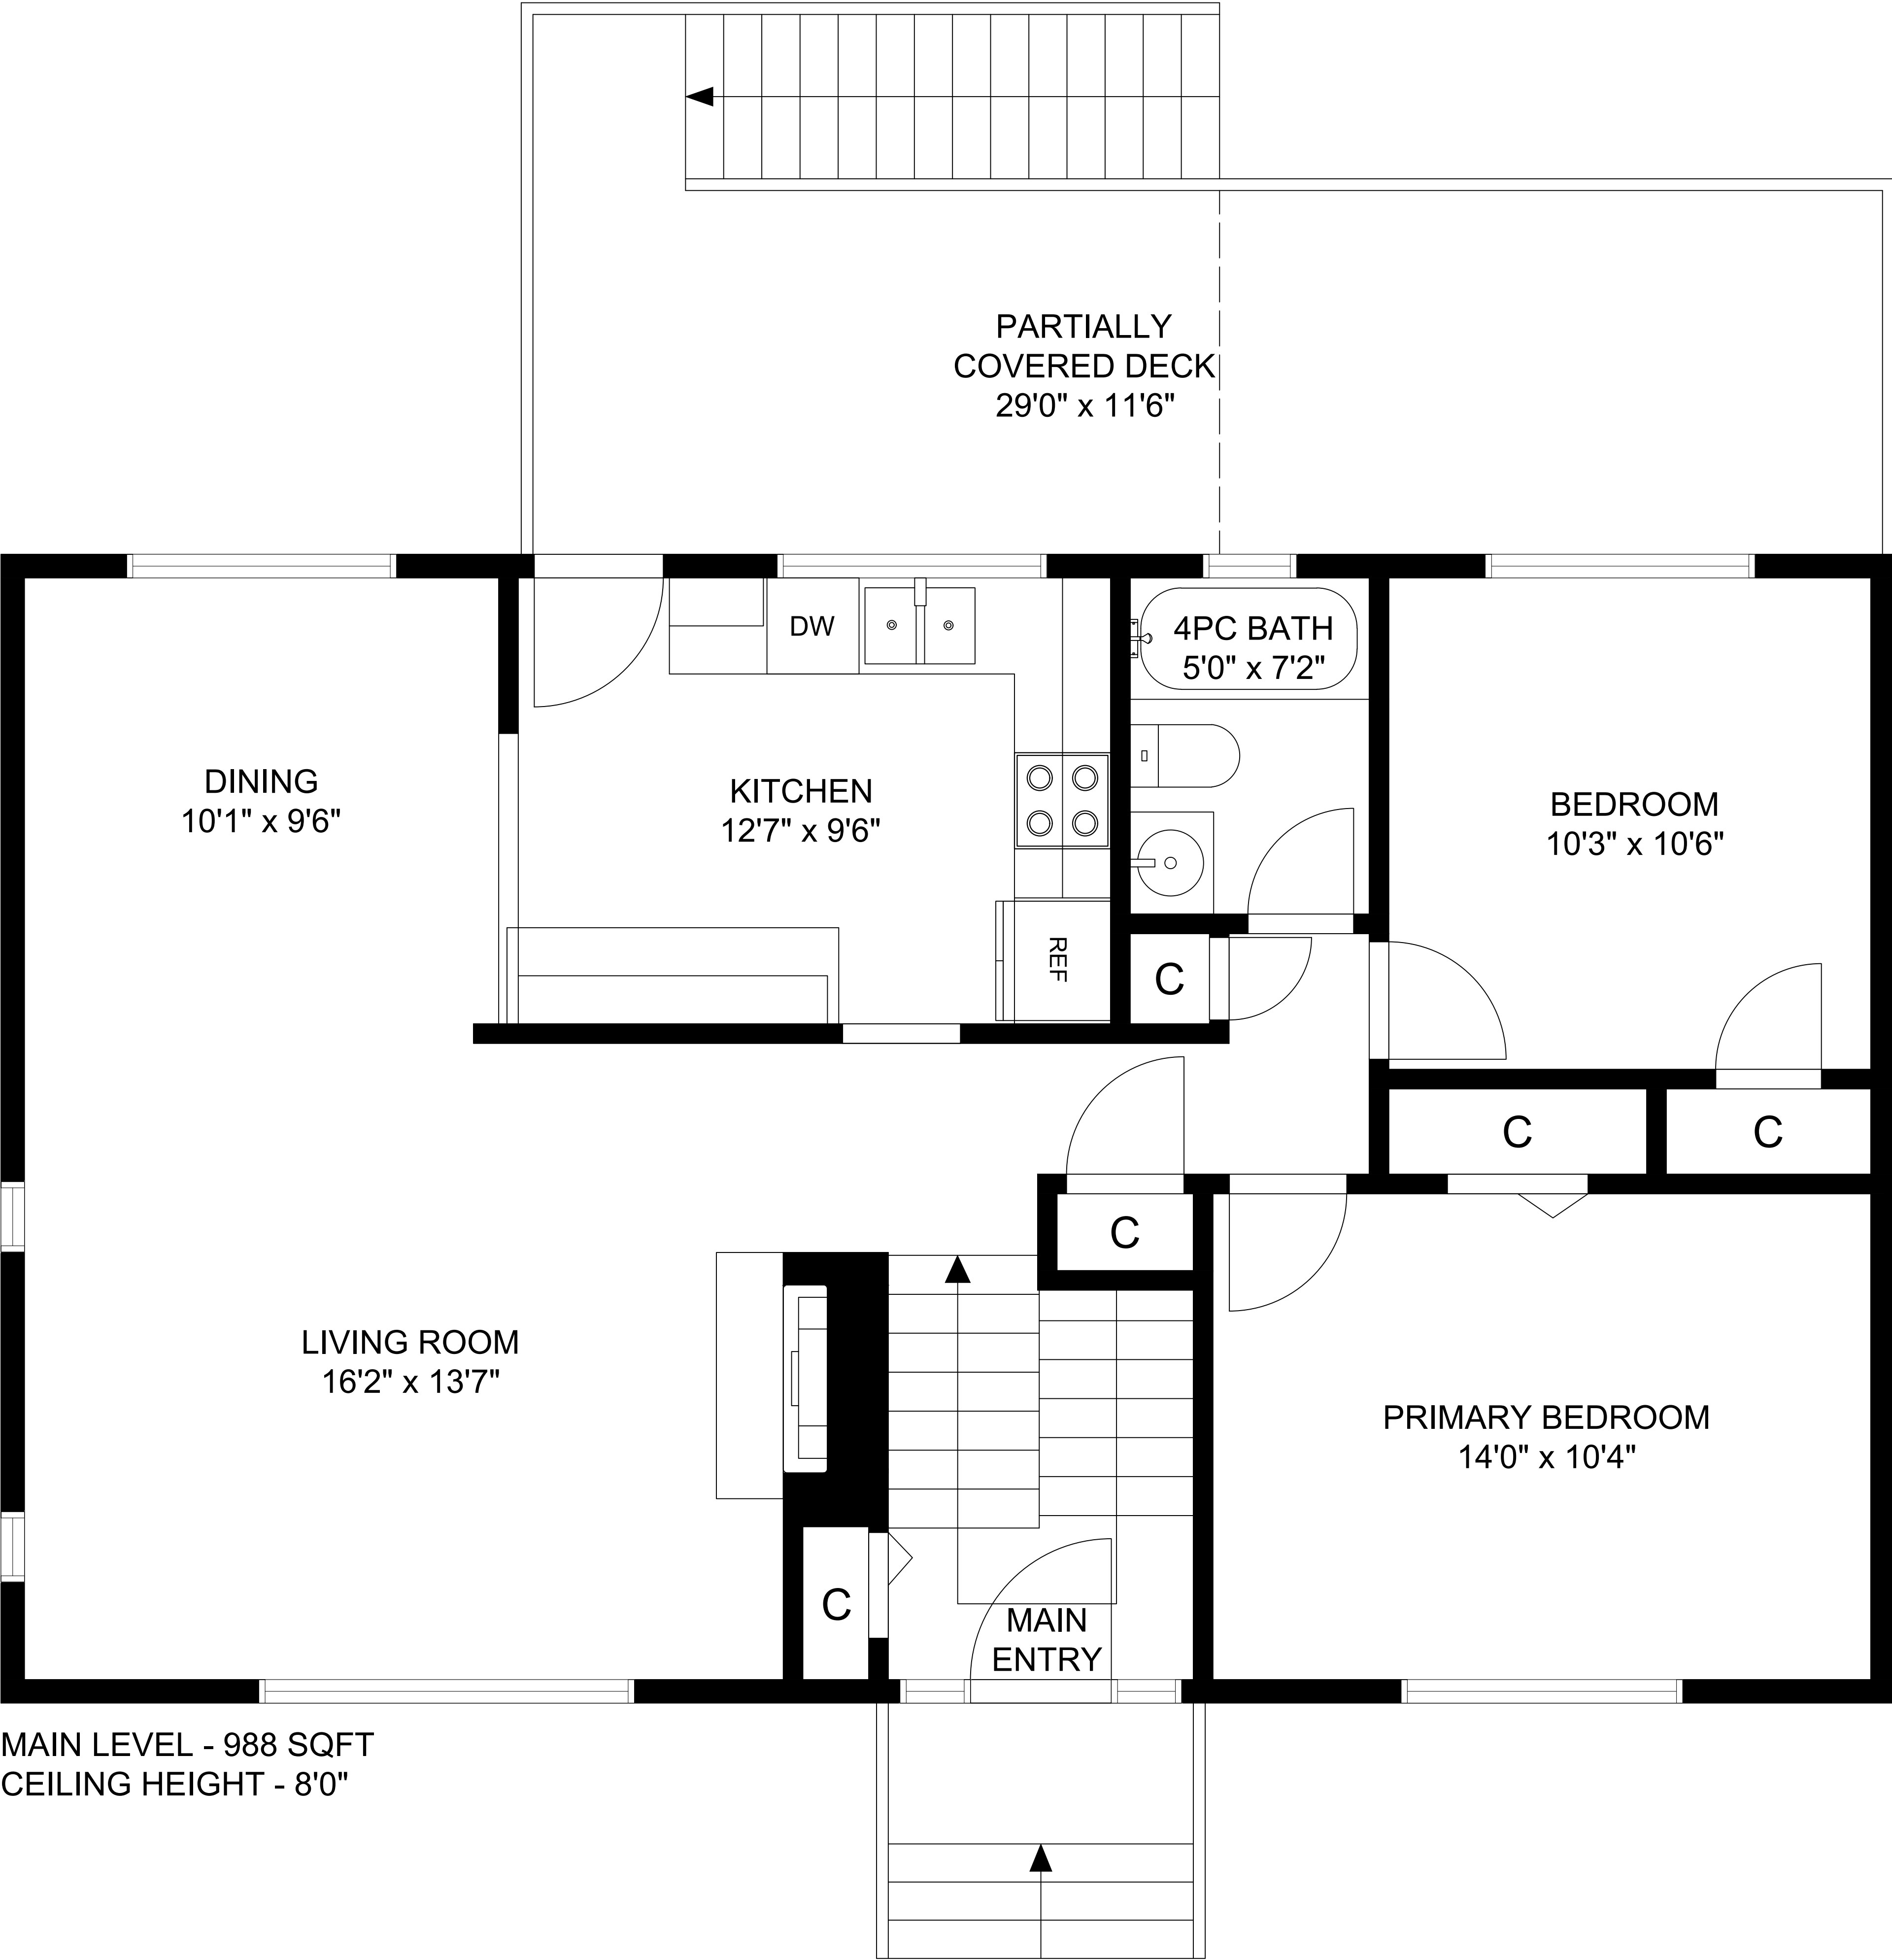 PARTIALLY
COVERED DECK
29'0" x 11'6"
DW
4PC BATH
5'0" x 7'2"
DINING
10'1" x 9'6"
KITCHEN
12'7" x 9'6"
BEDROOM
10'3" x 10'6"
REF
C
C
C
C
LIVING ROOM
16'2" x 13'7"
PRIMARY BEDROOM
14'0" x 10'4"
C
MAIN
ENTRY
MAIN LEVEL - 988 SQFT
CEILING HEIGHT - 8'0"